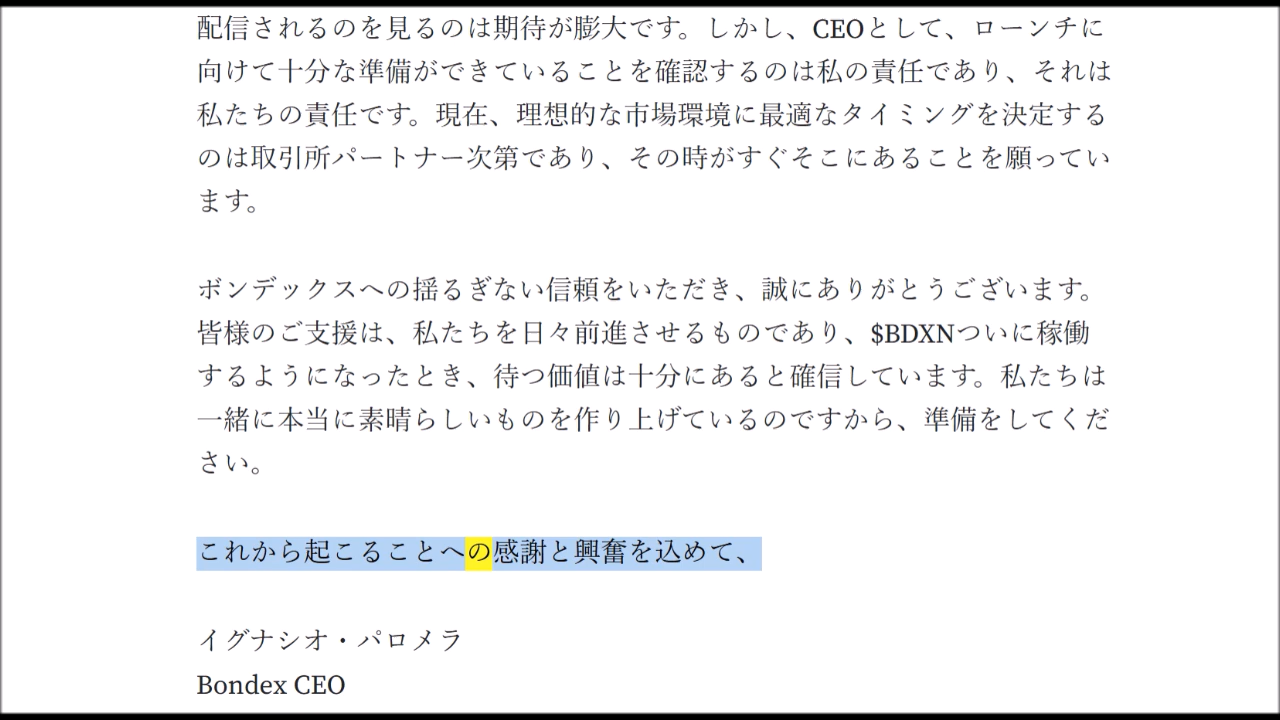 配信されるのを見るのは期待が膨大です。しかし、CEOとして、ローンチに
向けて十分な準備ができていることを確認するのは私の責任であり、それは
私たちの責任です。現在、理想的な市場環境に最適なタイミングを決定する
のは取引所パートナー次第であり、その時がすぐそこにあることを願ってい
ます。
ボンデックスへの揺るぎない信頼をいただき、誠にありがとうございます。
皆様のご支援は、私たちを日々前進させるものであり、$BDXNついに稼働
するようになったとき、待つ価値は十分にあると確信しています。私たちは
一緒に本当に素晴らしいものを作り上げているのですから、準備をしてくだ
さい。
これから起こることへの感謝と興奮を込めて、
イグナシオ・パロメラ
Bondex CEO